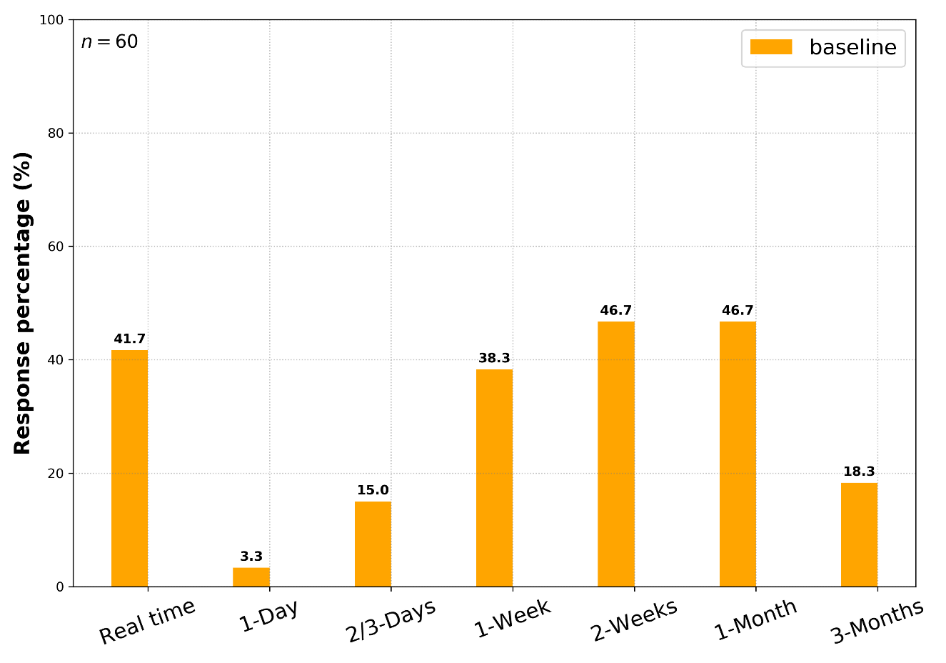 n = 60
baseline
Response percentage (%)
100
80
60
40
20
0
41.7
3.3
15.0
38.3
46.7
46.7
18.3
Real time
1-Day
2/3-Days
1-Week
2-Weeks
1-Month
3-Months